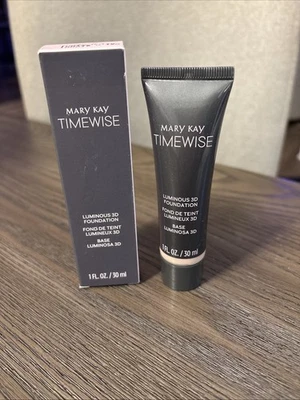 MARY KAY
TIMEWISE
LUMINOUS 3D
FOUNDATION
FOND DE TEINT
LUMINEUX 3D
BASE
LUMINOSA 3D
1 FL. OZ. / 30 ml
MARY KAY
TIMEWISE
LUMINOUS 3D
FOUNDATION
FOND DE TEINT
LUMINEUX 3D
BASE
LUMINOSA 3D
1 FL. OZ. / 30 ml